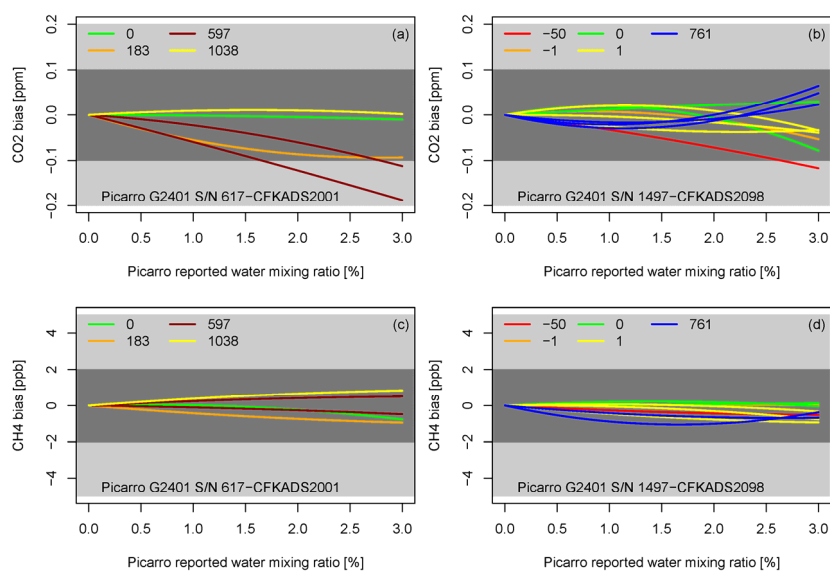 0 597 (a)
183 1038
CO2 bias [ppm]
0.2
0.1
0.0
−0.1
−0.2
Picarro G2401 S/N 617−CFKADS2001
0.0 0.5 1.0 1.5 2.0 2.5 3.0
Picarro reported water mixing ratio [%]
−50 0 761 (b)
−1 1
CO2 bias [ppm]
0.2
0.1
0.0
−0.1
−0.2
Picarro G2401 S/N 1497−CFKADS2098
0.0 0.5 1.0 1.5 2.0 2.5 3.0
Picarro reported water mixing ratio [%]
0 597 (c)
183 1038
CH4 bias [ppb]
4
2
0
−2
−4
Picarro G2401 S/N 617−CFKADS2001
0.0 0.5 1.0 1.5 2.0 2.5 3.0
Picarro reported water mixing ratio [%]
−50 0 761 (d)
−1 1
CH4 bias [ppb]
4
2
0
−2
−4
Picarro G2401 S/N 1497−CFKADS2098
0.0 0.5 1.0 1.5 2.0 2.5 3.0
Picarro reported water mixing ratio [%]